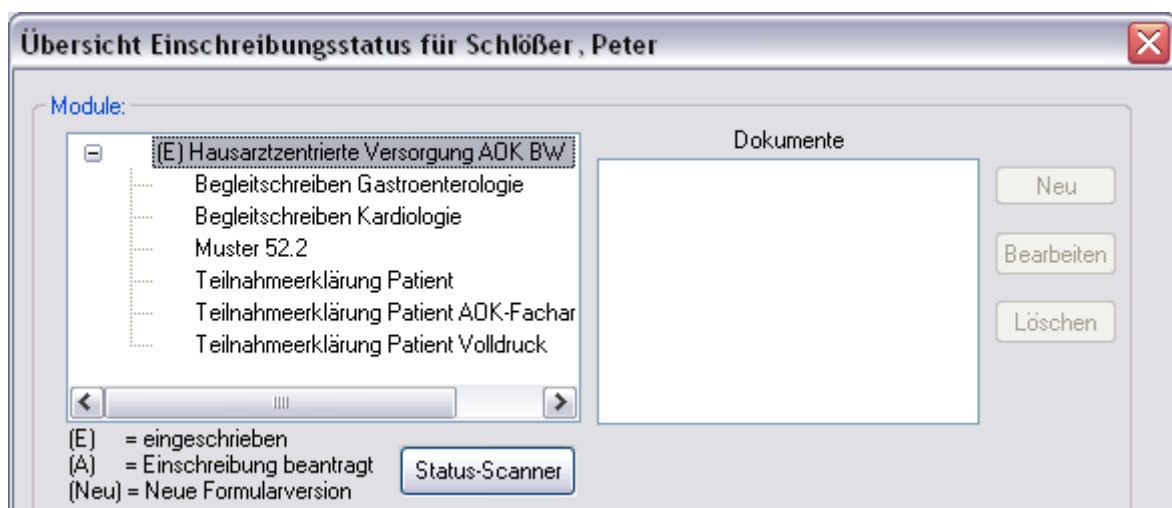 Übersicht Einschreibungsstatus für Schlößer, Peter
Module:
(E) Hausarztzentrierte Versorgung AOK BW
Begleitschreiben Gastroenterologie
Begleitschreiben Kardiologie
Muster 52.2
Teilnahmeerklärung Patient
Teilnahmeerklärung Patient AOK-Fachar
Teilnahmeerklärung Patient Volldruck
Dokumente
Neu
Bearbeiten
Löschen
(E) = eingeschrieben
(A) = Einschreibung beantragt
(Neu) = Neue Formularversion
Status-Scanner